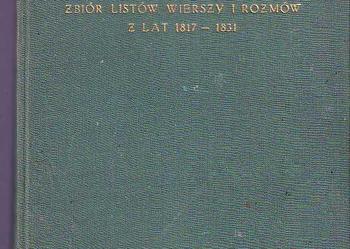 ZBIÓR LISTÓW WIERSZY I ROZMÓW
Z LAT 1817 – 1831